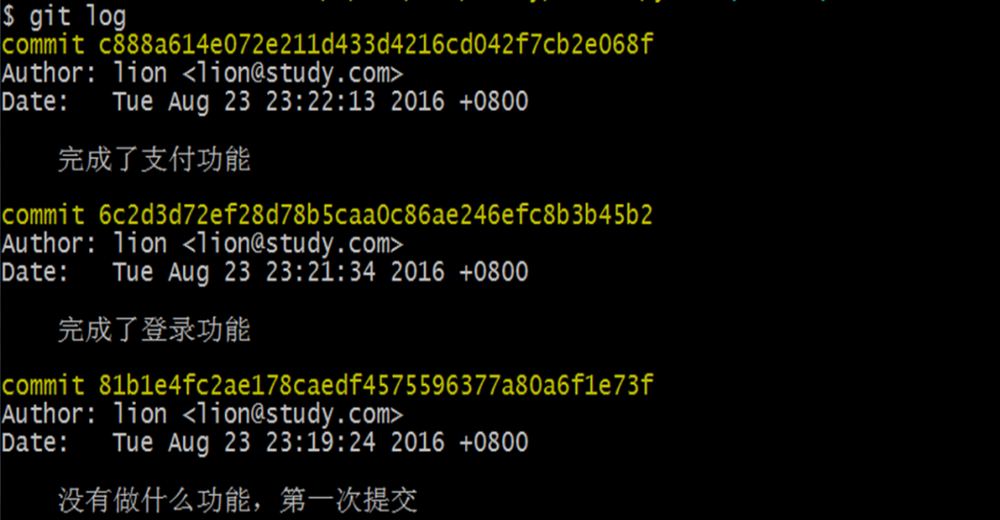 $ git log
commit c888a614e072e211d433d4216cd042f7cb2e068f
Author: lion <lion@study.com>
Date:   Tue Aug 23 23:22:13 2016 +0800
完成了支付功能
commit 6c2d3d72ef28d78b5caa0c86ae246efc8b3b45b2
Author: lion <lion@study.com>
Date:   Tue Aug 23 23:21:34 2016 +0800
完成了登录功能
commit 81b1e4fc2ae178caedf4575596377a80a6f1e73f
Author: lion <lion@study.com>
Date:   Tue Aug 23 23:19:24 2016 +0800
没有做什么功能，第一次提交